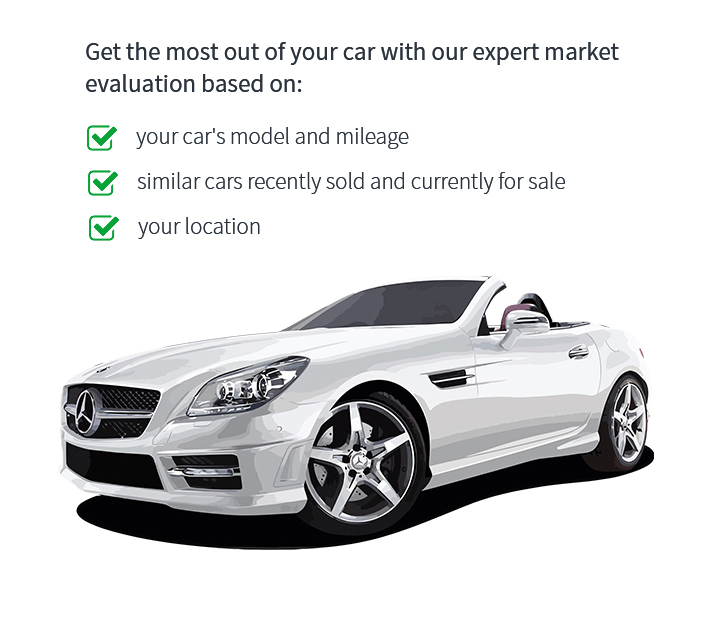 Get the most out of your car with our expert market
evaluation based on:
your car's model and mileage
similar cars recently sold and currently for sale
your location